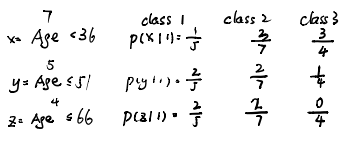 7 class 1 class 2 class 3
x= Age ≤36 p(x|1)= 1/5 3/7 3/4
5
y= Age ≤51 p(y|1)= 2/5 2/7 1/4
4
z= Age ≤66 p(z|1)= 2/5 2/7 0/4